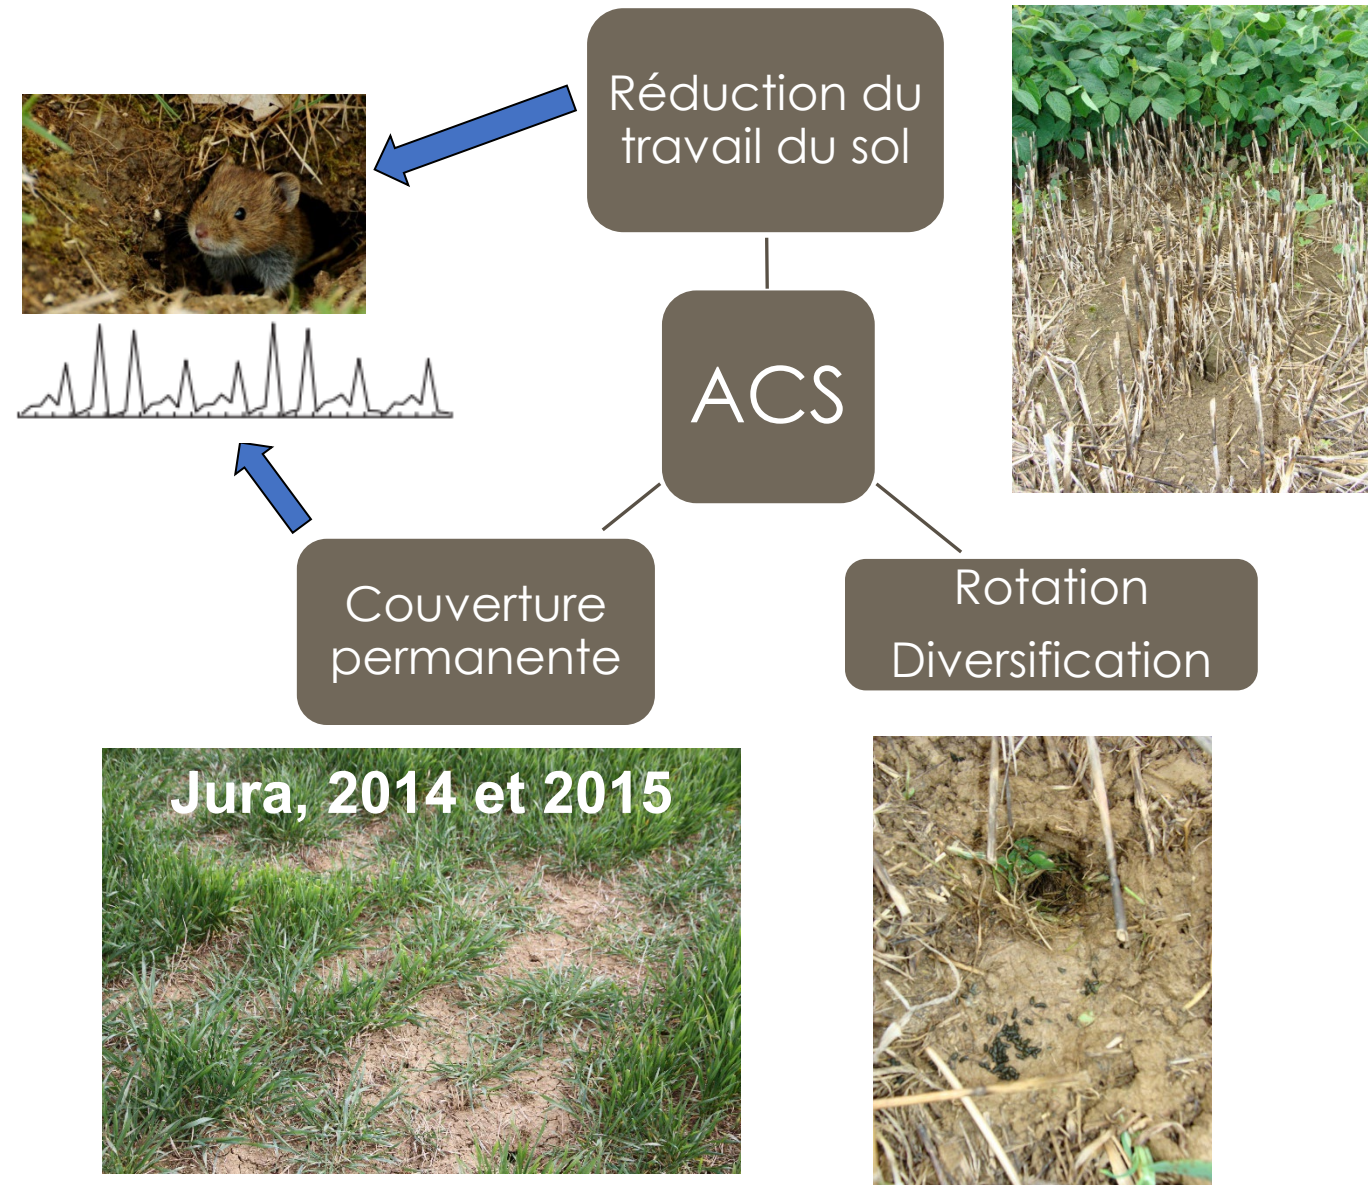 Réduction du
travail du sol
ACS
Couverture
permanente
Rotation
Diversification
Jura, 2014 et 2015